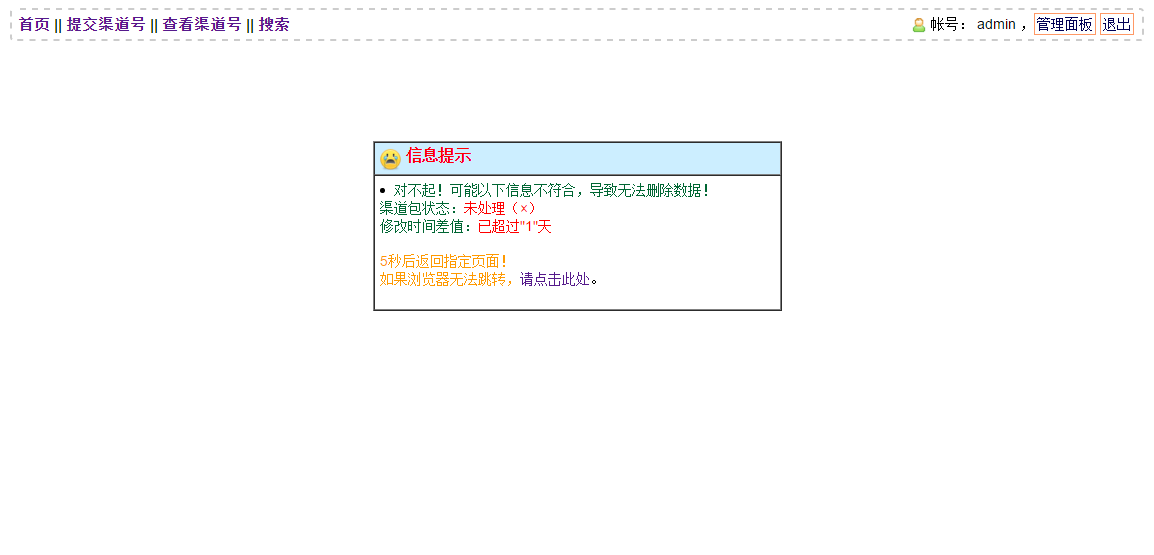 首页 || 提交渠道号 || 查看渠道号 || 搜索
帐号： admin ，管理面板 退出
信息提示
• 对不起！可能以下信息不符合，导致无法删除数据！
渠道包状态：未处理（×）
修改时间差值：已超过"1"天
5秒后返回指定页面！
如果浏览器无法跳转，请点击此处。